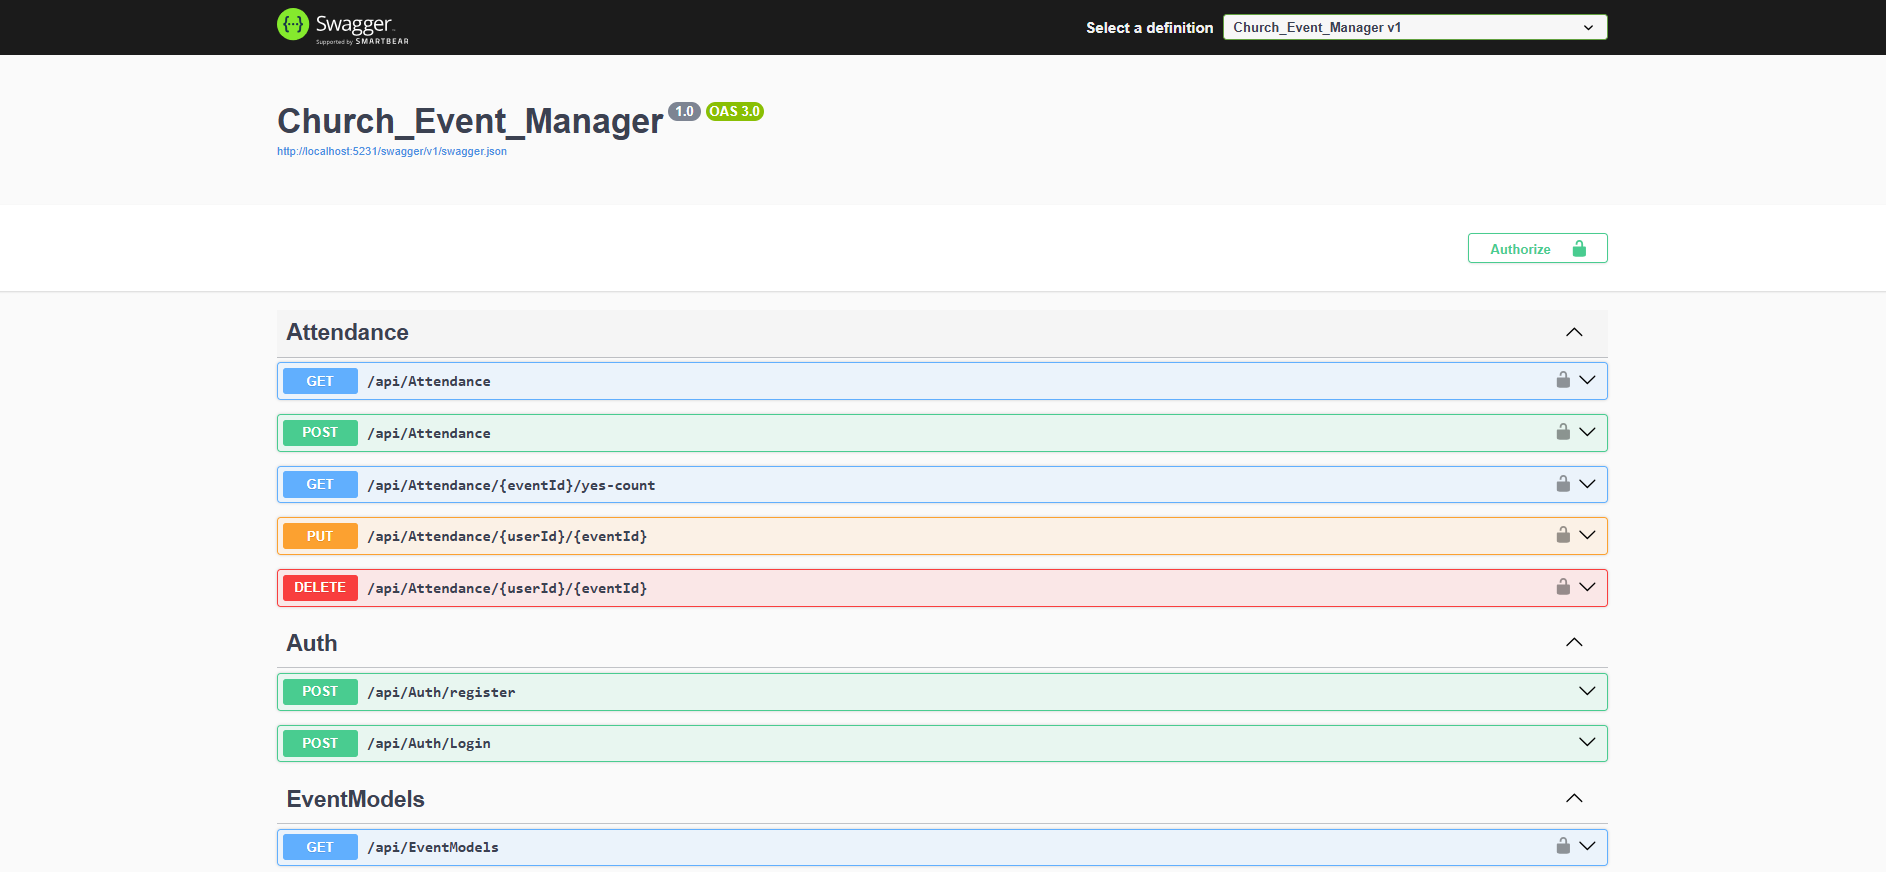 Swagger
Supported by SMARTBEAR
Select a definition
Church_Event_Manager v1
Church_Event_Manager 1.0 OAS 3.0
http://localhost:5231/swagger/v1/swagger.json
Authorize
Attendance
GET /api/Attendance
POST /api/Attendance
GET /api/Attendance/{eventId}/yes-count
PUT /api/Attendance/{userId}/{eventId}
DELETE /api/Attendance/{userId}/{eventId}
Auth
POST /api/Auth/register
POST /api/Auth/Login
EventModels
GET /api/EventModels